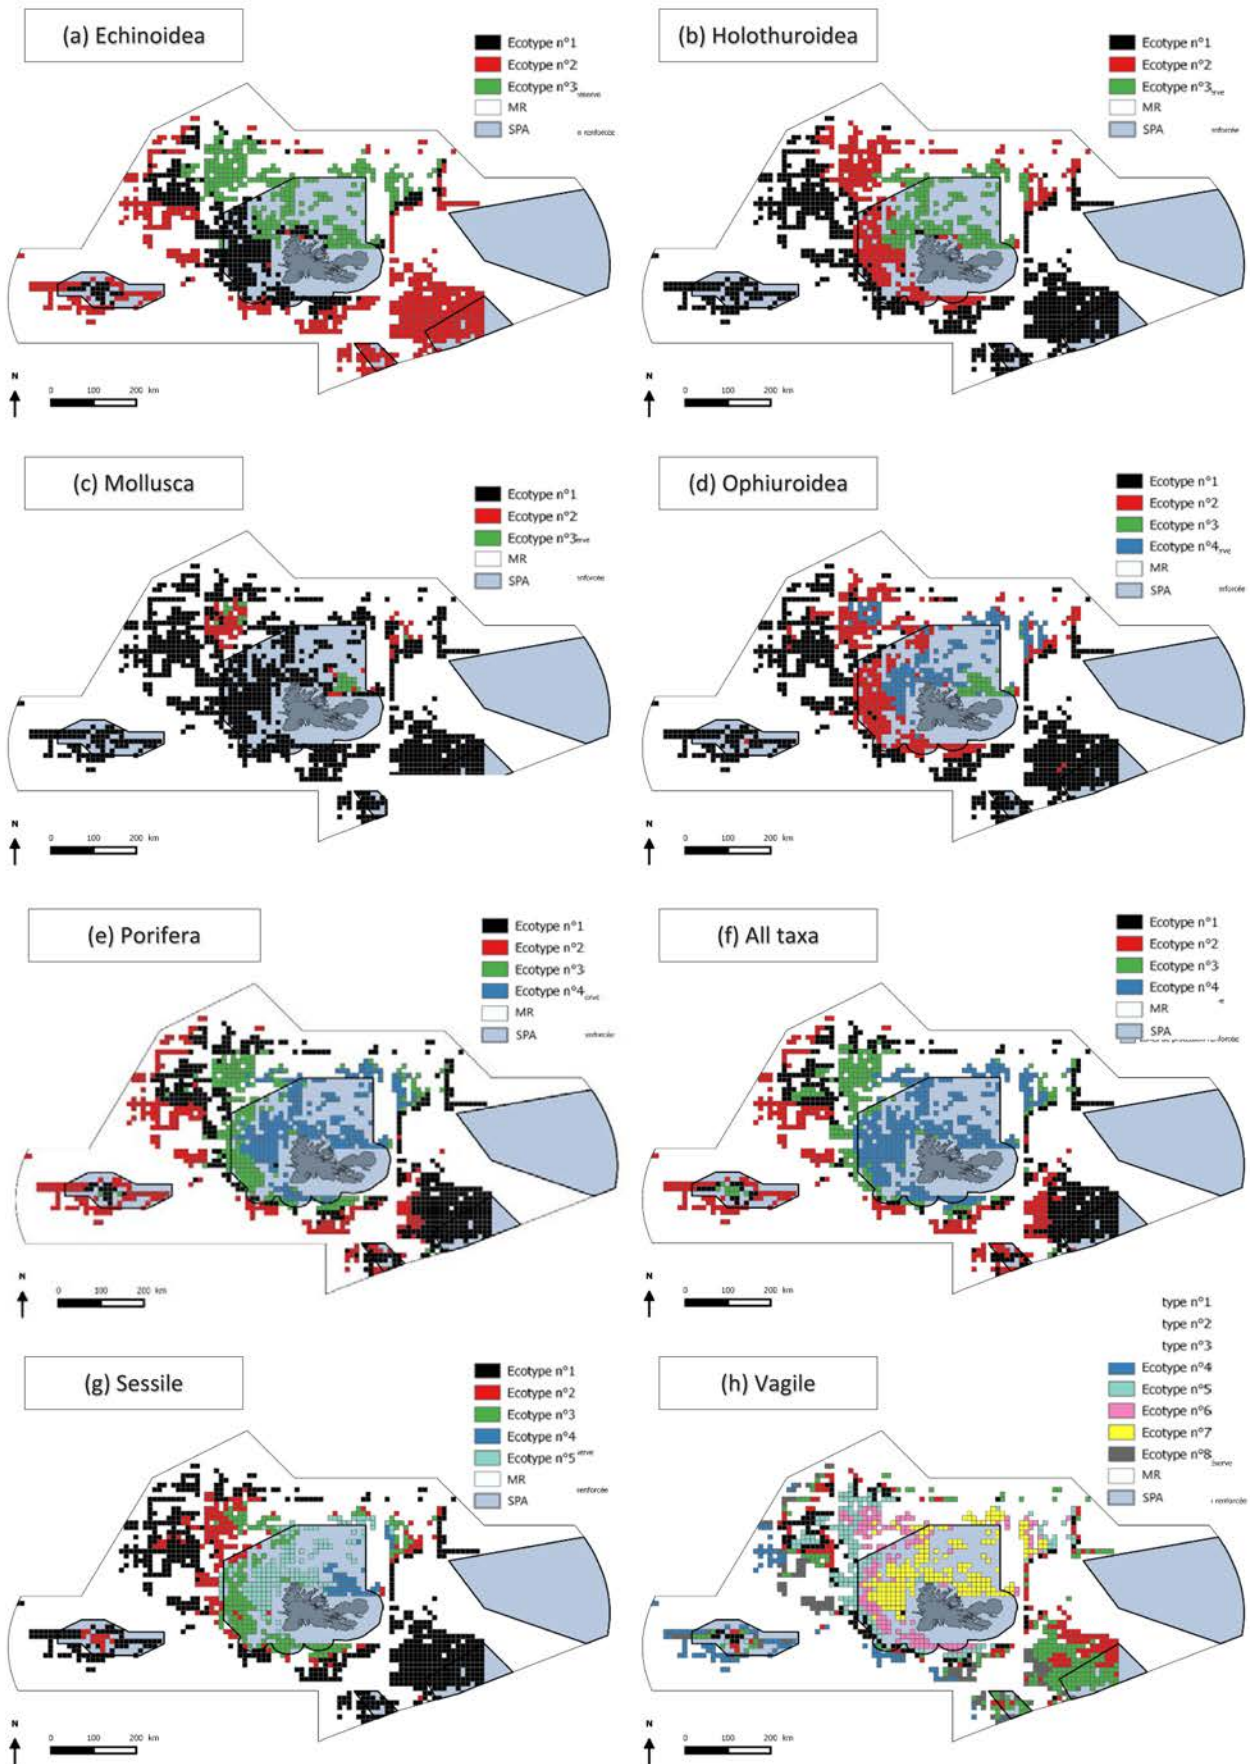 (a) Echinoidea
Ecotype n°1
Ecotype n°2
Ecotype n°3
reserve
MR
SPA
n renforcée
N
0 100 200 km
(b) Holothuroidea
Ecotype n°1
Ecotype n°2
Ecotype n°3
MR
SPA
N
0 100 200 km
(c) Mollusca
Ecotype n°1
Ecotype n°2
Ecotype n°3
MR
SPA
enforcée
N
0 100 200 km
(d) Ophiuroidea
Ecotype n°1
Ecotype n°2
Ecotype n°3
Ecotype n°4
MR
SPA
enforcée
N
0 100 200 km
(e) Porifera
Ecotype n°1
Ecotype n°2
Ecotype n°3
Ecotype n°4
MR
SPA
N
0 100 200 km
(f) All taxa
Ecotype n°1
Ecotype n°2
Ecotype n°3
Ecotype n°4
MR
SPA
N
0 100 200 km
(g) Sessile
Ecotype n°1
Ecotype n°2
Ecotype n°3
Ecotype n°4
Ecotype n°5
MR
SPA
renforcée
N
0 100 200 km
type n°1
type n°2
type n°3
(h) Vagile
Ecotype n°4
Ecotype n°5
Ecotype n°6
Ecotype n°7
Ecotype n°8
MR
SPA
renforcée
N
0 100 200 km